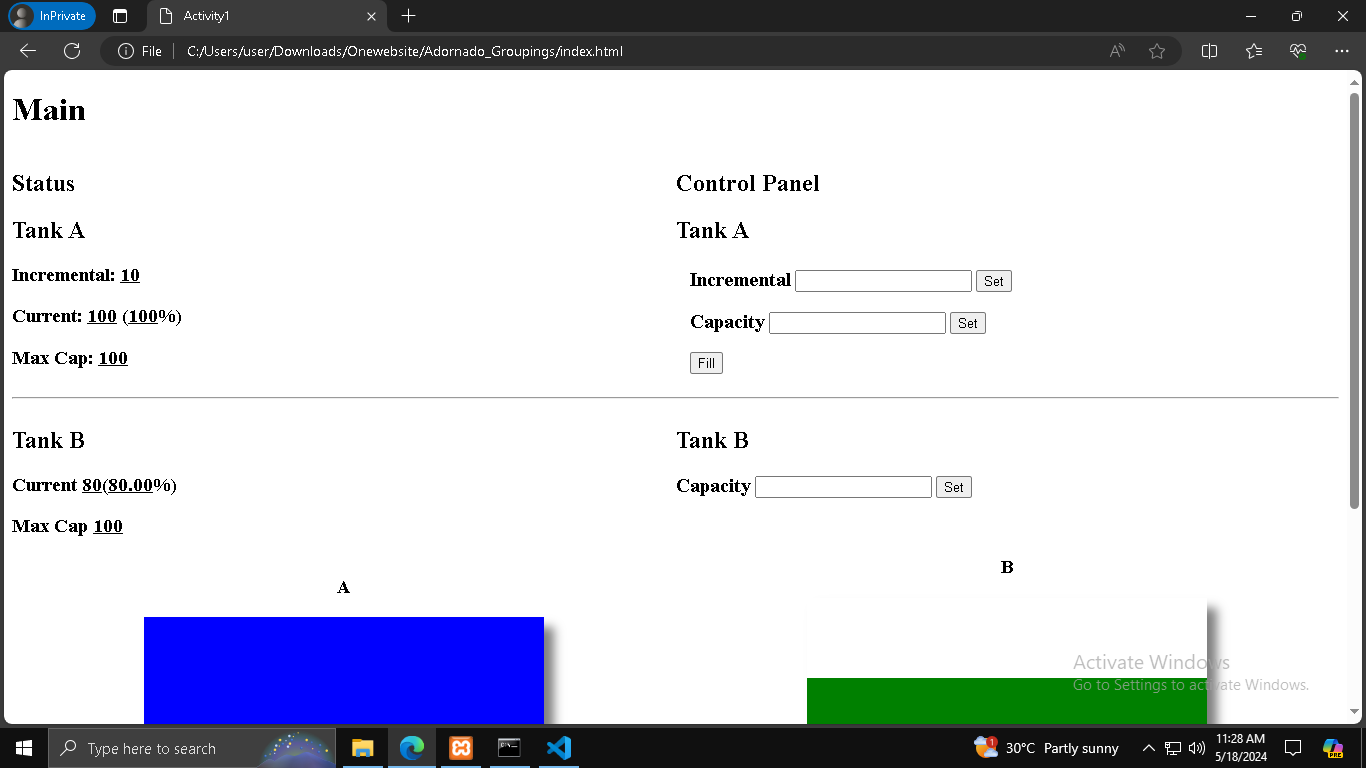 InPrivate
Activity1
File
C:/Users/user/Downloads/Onewebsite/Adornado_Groupings/index.html
Main
Status
Tank A
Incremental: 10
Current: 100 (100%)
Max Cap: 100
Control Panel
Tank A
Incremental Set
Capacity Set
Fill
Tank B
Current 80(80.00%)
Max Cap 100
Tank B
Capacity Set
A
B
Activate Windows
Go to Settings to activate Windows.
Type here to search
1
30°C Partly sunny
11:28 AM
5/18/2024
PRE